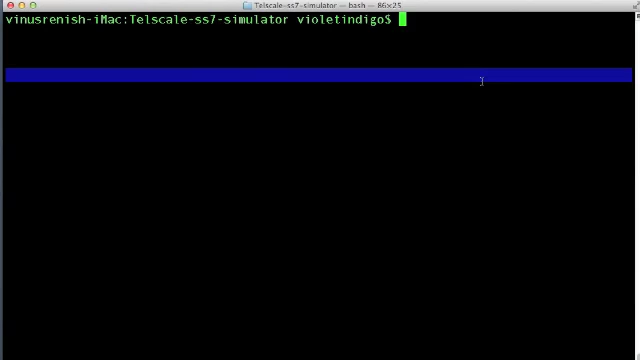 Telscale-ss7-simulator — bash — 86×25
vinusrenish-iMac:Telscale-ss7-simulator violetindigo$